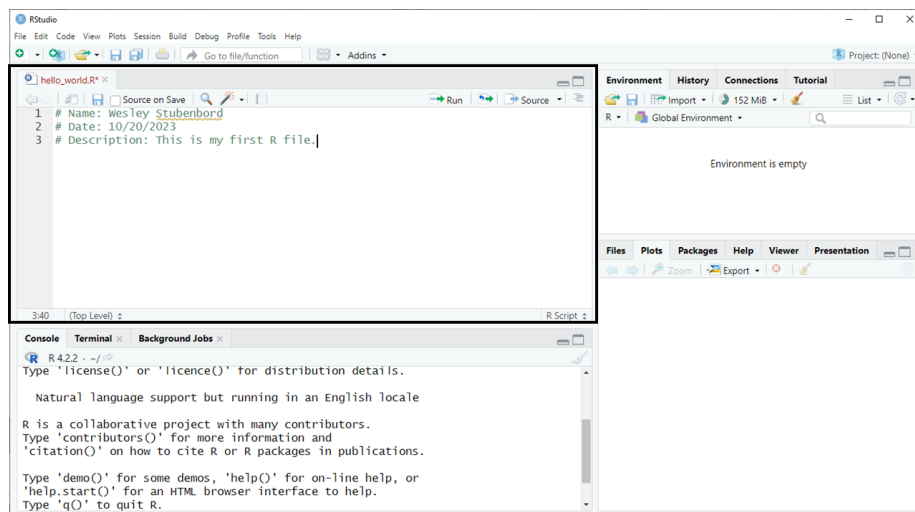 RStudio
File Edit Code View Plots Session Build Debug Profile Tools Help
Go to file/function Addins Project: (None)
hello_world.R*
Source on Save Run Source
1 # Name: Wesley Stubenbord
2 # Date: 10/20/2023
3 # Description: This is my first R file.
3:40 (Top Level) R Script
Console Terminal Background Jobs
R 4.2.2 · ~/
Type 'license()' or 'licence()' for distribution details.
Natural language support but running in an English locale
R is a collaborative project with many contributors.
Type 'contributors()' for more information and
'citation()' on how to cite R or R packages in publications.
Type 'demo()' for some demos, 'help()' for on-line help, or
'help.start()' for an HTML browser interface to help.
Type 'q()' to quit R.
Environment History Connections Tutorial
Import 152 MiB List
R Global Environment
Environment is empty
Files Plots Packages Help Viewer Presentation
Zoom Export